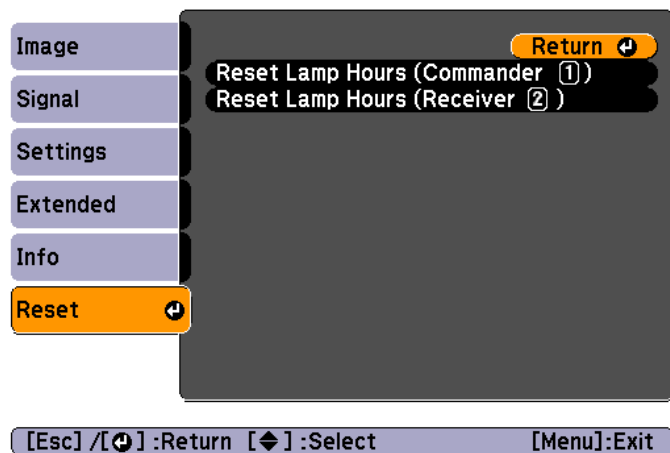 Image
Signal
Settings
Extended
Info
Reset
Return
Reset Lamp Hours (Commander 1)
Reset Lamp Hours (Receiver 2 )
[Esc] /[ ] :Return [ ] :Select [Menu]:Exit